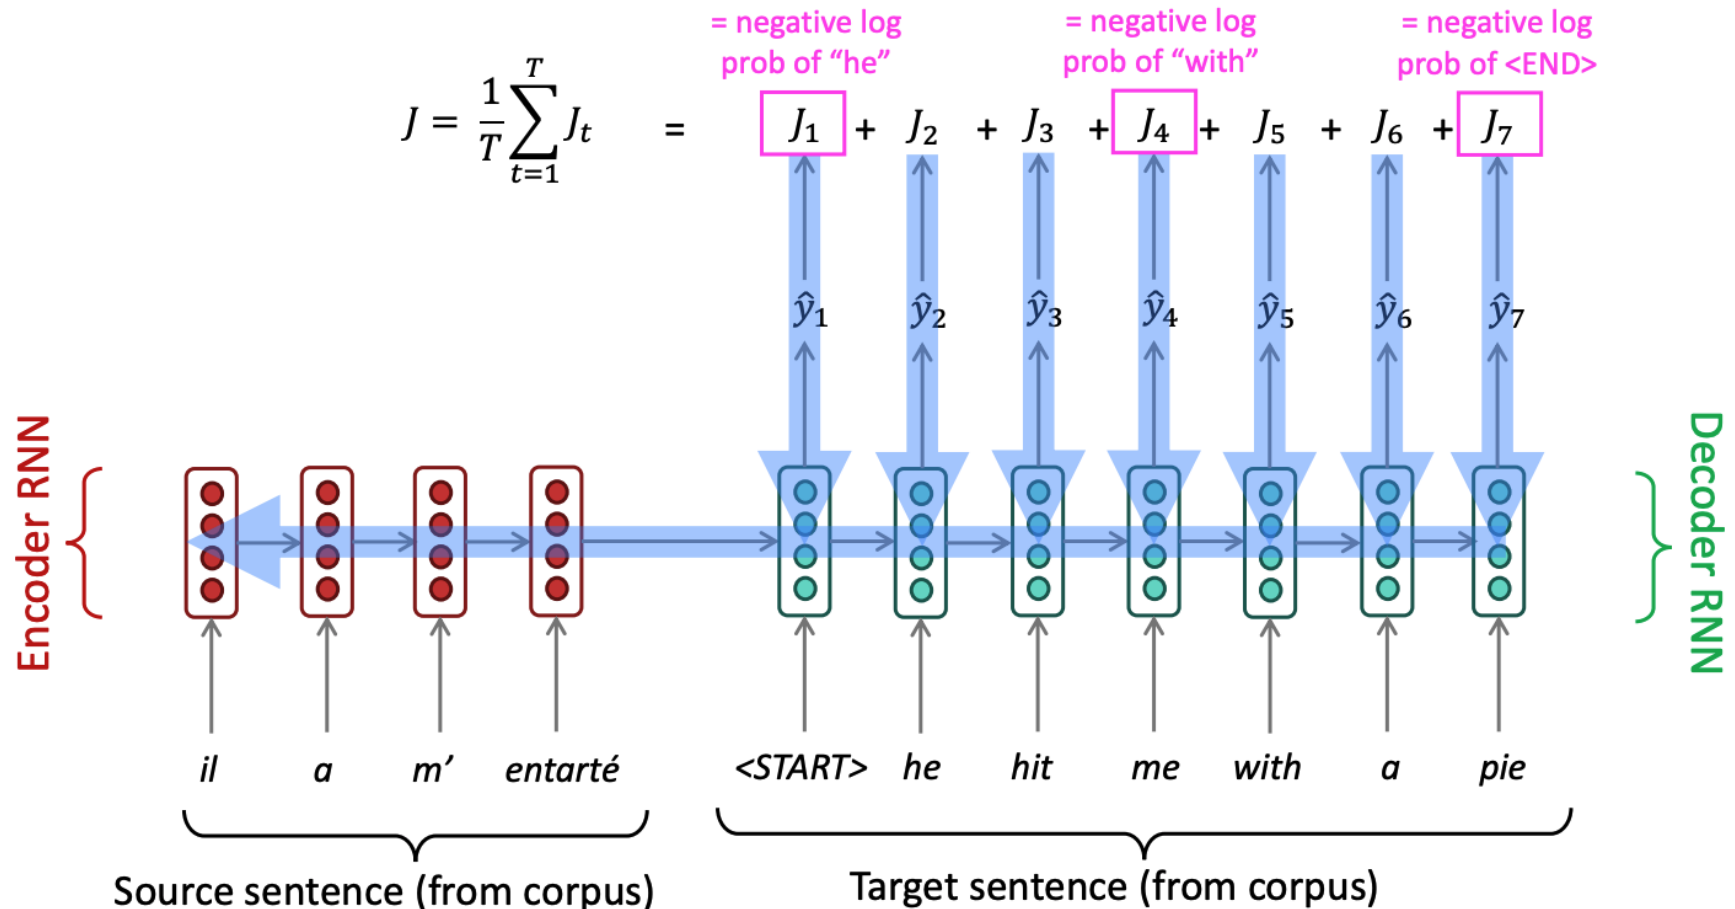 = negative log
prob of “he”
= negative log
prob of “with”
= negative log
prob of <END>
J = 1/T ∑_{t=1}^{T} J_t = J₁ + J₂ + J₃ + J₄ + J₅ + J₆ + J₇
ŷ₁ ŷ₂ ŷ₃ ŷ₄ ŷ₅ ŷ₆ ŷ₇
Encoder RNN
Decoder RNN
il a m’ entarté <START> he hit me with a pie
Source sentence (from corpus)
Target sentence (from corpus)